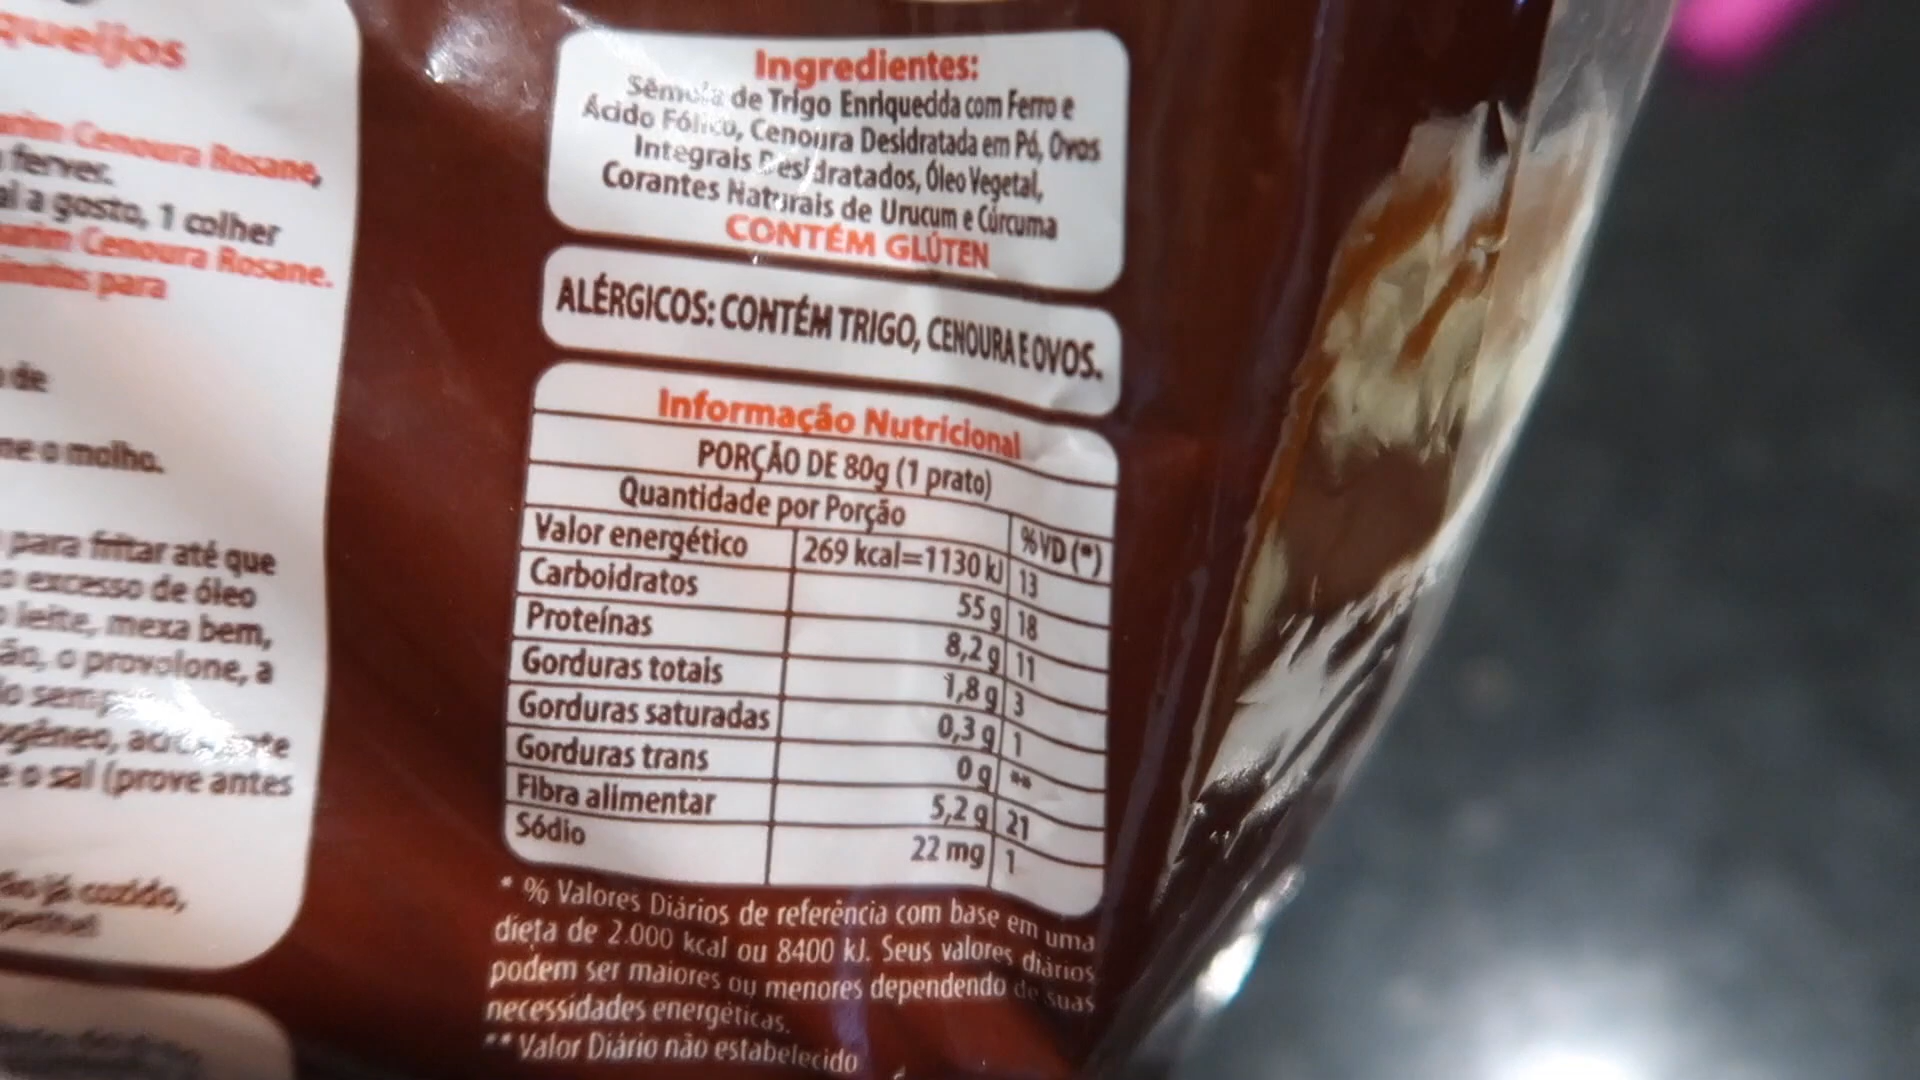 queijos
Cenoura Rosane,
ferver.
al a gosto, 1 colher
Cenoura Rosane.
para
de
o molho.
para fritar até que
excesso de óleo
leite, mexa bem,
o provolone, a
e o sal (prove antes
já cozido,
Ingredientes:
Sêmola de Trigo Enriquecida com Ferro e
Ácido Fólico, Cenoura Desidratada em Pó, Ovos
Integrais Desidratados, Óleo Vegetal,
Corantes Naturais de Urucum e Cúrcuma
CONTÉM GLÚTEN
ALÉRGICOS: CONTÉM TRIGO, CENOURA E OVOS.
Informação Nutricional
PORÇÃO DE 80g (1 prato)
Quantidade por Porção %VD (*)
Valor energético 269 kcal=1130 kJ 13
Carboidratos 55 g 18
Proteínas 8,2 g 11
Gorduras totais 1,8 g 3
Gorduras saturadas 0,3 g 1
Gorduras trans 0 g **
Fibra alimentar 5,2 g 21
Sódio 22 mg 1
* % Valores Diários de referência com base em uma
dieta de 2.000 kcal ou 8400 kJ. Seus valores diários
podem ser maiores ou menores dependendo de suas
necessidades energéticas.
** Valor Diário não estabelecido